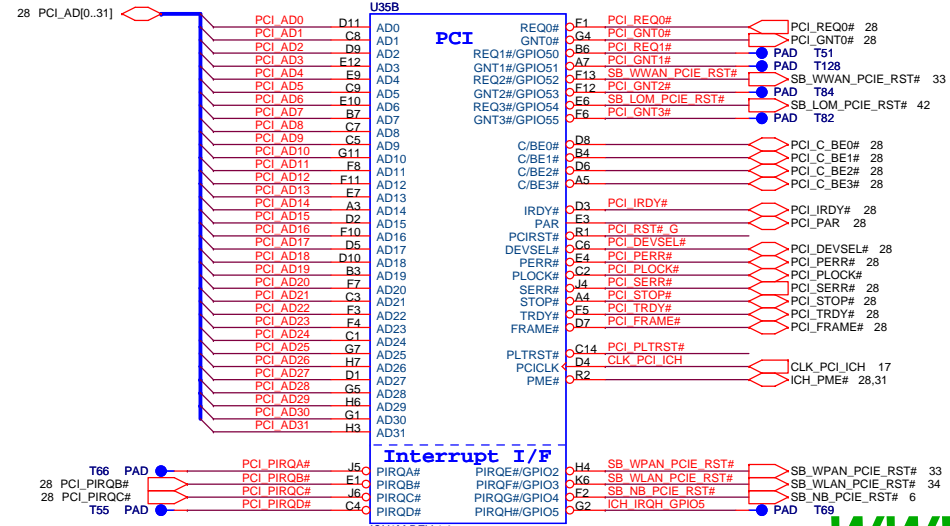 U35B
28 PCI_AD[0..31]
PCI
PCI_AD0 D11 AD0
PCI_AD1 C8 AD1
PCI_AD2 D9 AD2
PCI_AD3 E12 AD3
PCI_AD4 E9 AD4
PCI_AD5 C9 AD5
PCI_AD6 E10 AD6
PCI_AD7 B7 AD7
PCI_AD8 C7 AD8
PCI_AD9 C5 AD9
PCI_AD10 G11 AD10
PCI_AD11 F8 AD11
PCI_AD12 F11 AD12
PCI_AD13 E7 AD13
PCI_AD14 A3 AD14
PCI_AD15 D2 AD15
PCI_AD16 F10 AD16
PCI_AD17 D5 AD17
PCI_AD18 D10 AD18
PCI_AD19 B3 AD19
PCI_AD20 F7 AD20
PCI_AD21 C3 AD21
PCI_AD22 F3 AD22
PCI_AD23 F4 AD23
PCI_AD24 C1 AD24
PCI_AD25 G7 AD25
PCI_AD26 H7 AD26
PCI_AD27 D1 AD27
PCI_AD28 G5 AD28
PCI_AD29 H6 AD29
PCI_AD30 G1 AD30
PCI_AD31 H3 AD31
REQ0# F1 PCI_REQ0# PCI_REQ0# 28
GNT0# G4 PCI_GNT0# PCI_GNT0# 28
REQ1#/GPIO50 B6 PCI_REQ1# PAD T51
GNT1#/GPIO51 A7 PCI_GNT1# PAD T128
REQ2#/GPIO52 F13 SB_WWAN_PCIE_RST# SB_WWAN_PCIE_RST# 33
GNT2#/GPIO53 F12 PCI_GNT2# PAD T84
REQ3#/GPIO54 E6 SB_LOM_PCIE_RST# SB_LOM_PCIE_RST# 42
GNT3#/GPIO55 F6 PCI_GNT3# PAD T82
C/BE0# D8 PCI_C_BE0# 28
C/BE1# B4 PCI_C_BE1# 28
C/BE2# D6 PCI_C_BE2# 28
C/BE3# A5 PCI_C_BE3# 28
IRDY# D3 PCI_IRDY# PCI_IRDY# 28
PAR E3 PCI_PAR 28
PCIRST# R1 PCI_RST#_G
DEVSEL# C6 PCI_DEVSEL# PCI_DEVSEL# 28
PERR# E4 PCI_PERR# PCI_PERR# 28
PLOCK# C2 PCI_PLOCK# PCI_PLOCK#
SERR# J4 PCI_SERR# PCI_SERR# 28
STOP# A4 PCI_STOP# PCI_STOP# 28
TRDY# F5 PCI_TRDY# PCI_TRDY# 28
FRAME# D7 PCI_FRAME# PCI_FRAME# 28
PLTRST# C14 PCI_PLTRST#
PCICLK D4 CLK_PCI_ICH CLK_PCI_ICH 17
PME# R2 ICH_PME# 28,31
Interrupt I/F
T66 PAD PCI_PIRQA# J5 PIRQA#
28 PCI_PIRQB# PCI_PIRQB# E1 PIRQB#
28 PCI_PIRQC# PCI_PIRQC# J6 PIRQC#
T55 PAD PCI_PIRQD# C4 PIRQD#
PIRQE#/GPIO2 H4 SB_WPAN_PCIE_RST# SB_WPAN_PCIE_RST# 33
PIRQF#/GPIO3 K6 SB_WLAN_PCIE_RST# SB_WLAN_PCIE_RST# 34
PIRQG#/GPIO4 F2 SB_NB_PCIE_RST# SB_NB_PCIE_RST# 6
PIRQH#/GPIO5 G2 ICH_IRQH_GPIO5 PAD T69